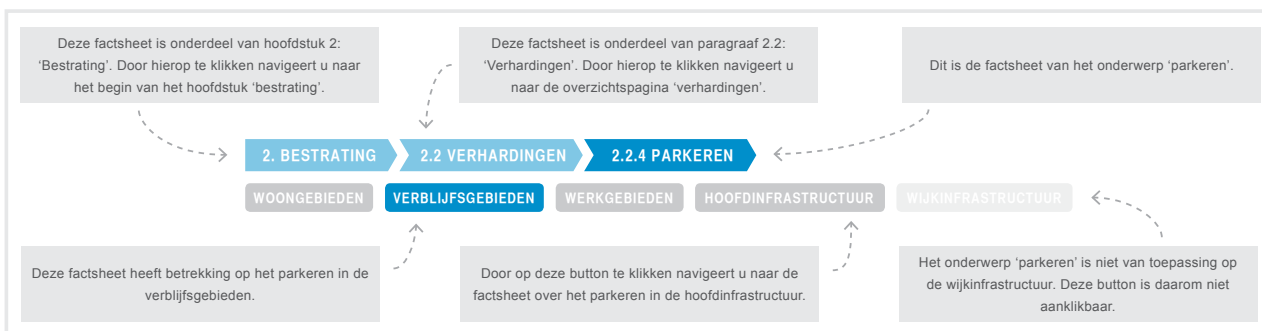 Deze factsheet is onderdeel van hoofdstuk 2:
‘Bestrating’. Door hierop te klikken navigeert u naar
het begin van het hoofdstuk ‘bestrating’.
Deze factsheet is onderdeel van paragraaf 2.2:
‘Verhardingen’. Door hierop te klikken navigeert u
naar de overzichtspagina ‘verhardingen’.
Dit is de factsheet van het onderwerp ‘parkeren’.
2. BESTRATING 2.2 VERHARDINGEN 2.2.4 PARKEREN
WOONGEBIEDEN VERBLIJFSGEBIEDEN WERKGEBIEDEN HOOFDINFRASTRUCTUUR WIJKINFRASTRUCTUUR
Deze factsheet heeft betrekking op het parkeren in de
verblijfsgebieden.
Door op deze button te klikken navigeert u naar de
factsheet over het parkeren in de hoofdinfrastructuur.
Het onderwerp ‘parkeren’ is niet van toepassing op
de wijkinfrastructuur. Deze button is daarom niet
aanklikbaar.